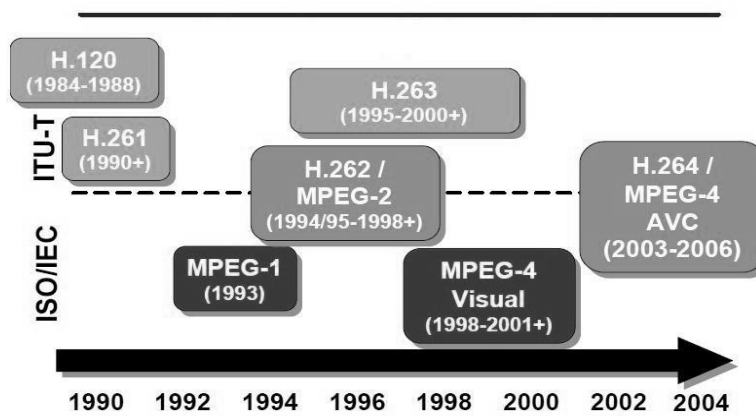 H.120
(1984-1988)
H.263
(1995-2000+)
ITU-T
H.261
(1990+)
H.262 /
MPEG-2
(1994/95-1998+)
H.264 /
MPEG-4
AVC
(2003-2006)
ISO/IEC
MPEG-1
(1993)
MPEG-4
Visual
(1998-2001+)
1990 1992 1994 1996 1998 2000 2002 2004